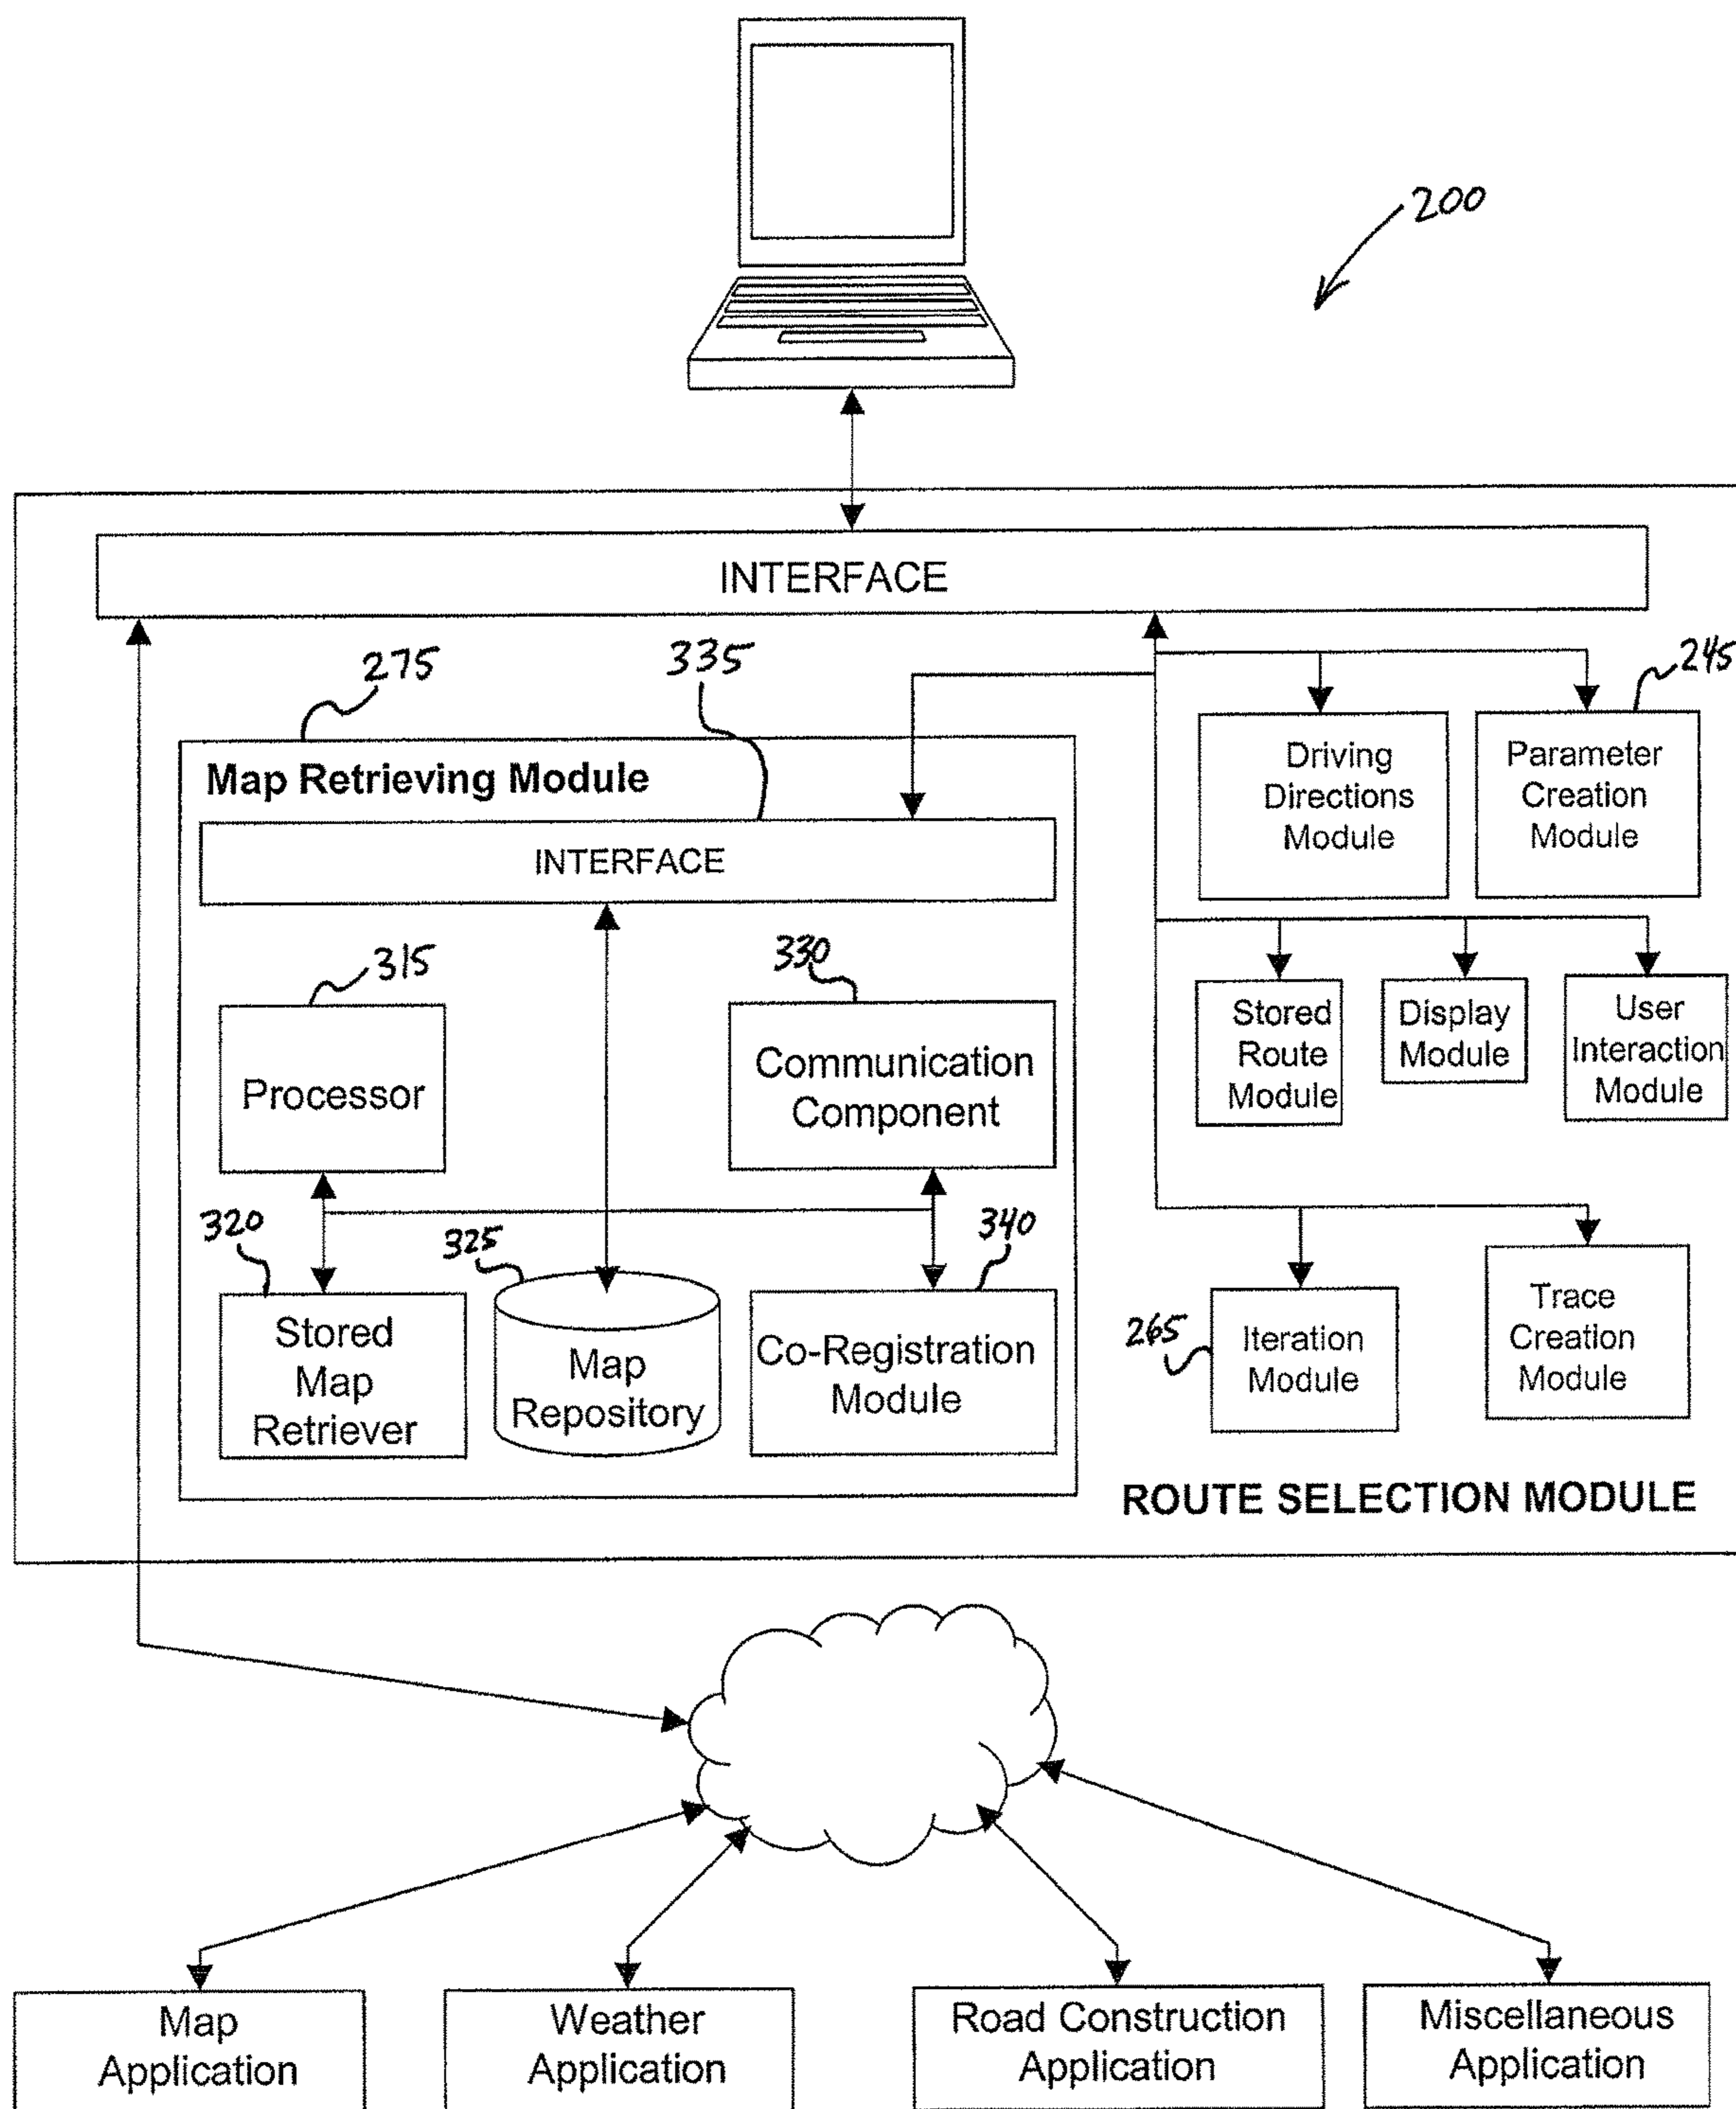 200
INTERFACE
275
335
245
Map Retrieving Module
INTERFACE
Driving
Directions
Module
Parameter
Creation
Module
315
330
Processor
Communication
Component
Stored
Route
Module
Display
Module
User
Interaction
Module
320
325
340
Stored
Map
Retriever
Map
Repository
Co-Registration
Module
265
Iteration
Module
Trace
Creation
Module
ROUTE SELECTION MODULE
Map
Application
Weather
Application
Road Construction
Application
Miscellaneous
Application